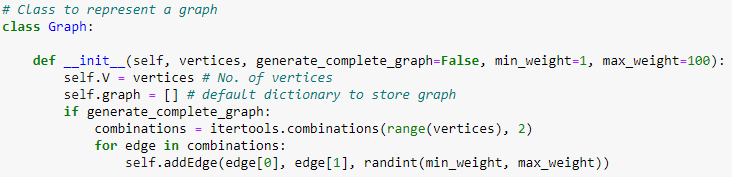 # Class to represent a graph
class Graph:
    def __init__(self, vertices, generate_complete_graph=False, min_weight=1, max_weight=100):
        self.V = vertices # No. of vertices
        self.graph = [] # default dictionary to store graph
        if generate_complete_graph:
            combinations = itertools.combinations(range(vertices), 2)
            for edge in combinations:
                self.addEdge(edge[0], edge[1], randint(min_weight, max_weight))